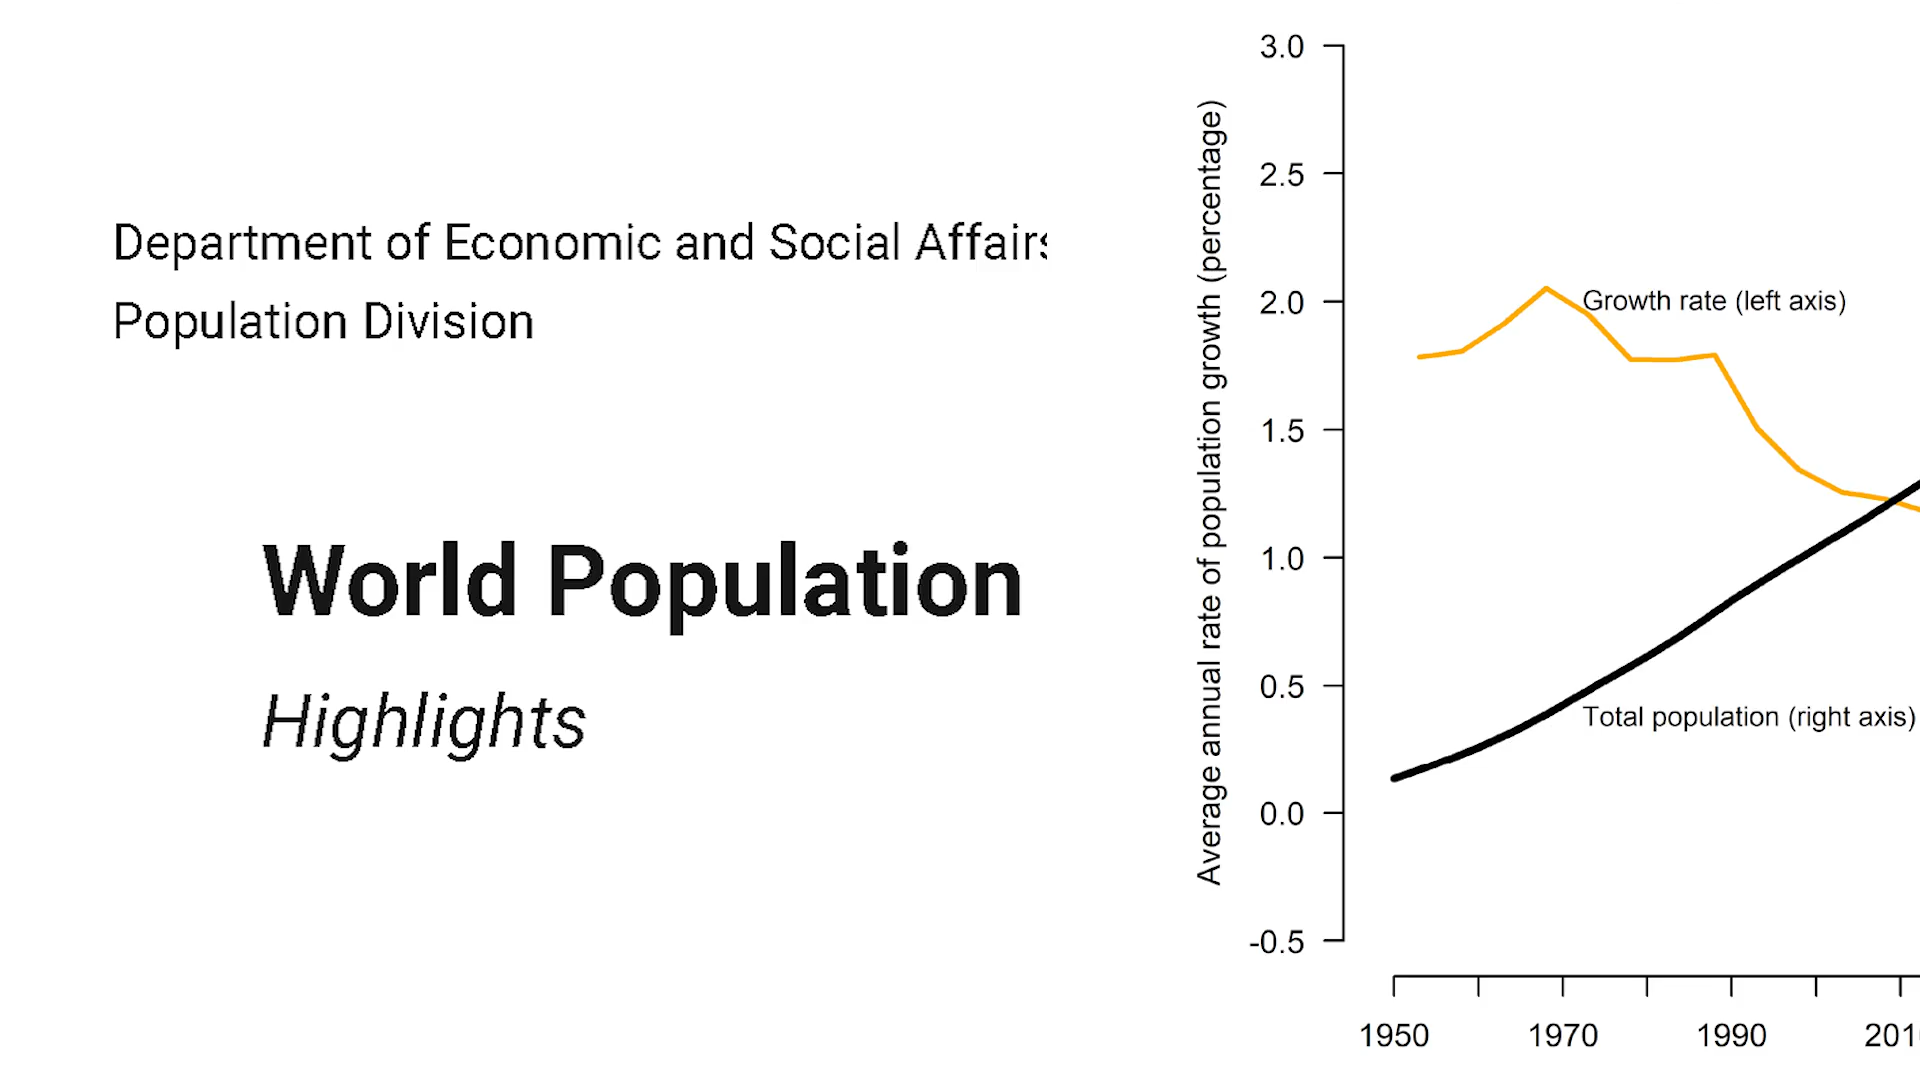 Department of Economic and Social Affairs
Population Division
World Population
Highlights
Average annual rate of population growth (percentage)
3.0
2.5
2.0
1.5
1.0
0.5
0.0
-0.5
Growth rate (left axis)
Total population (right axis)
1950
1970
1990